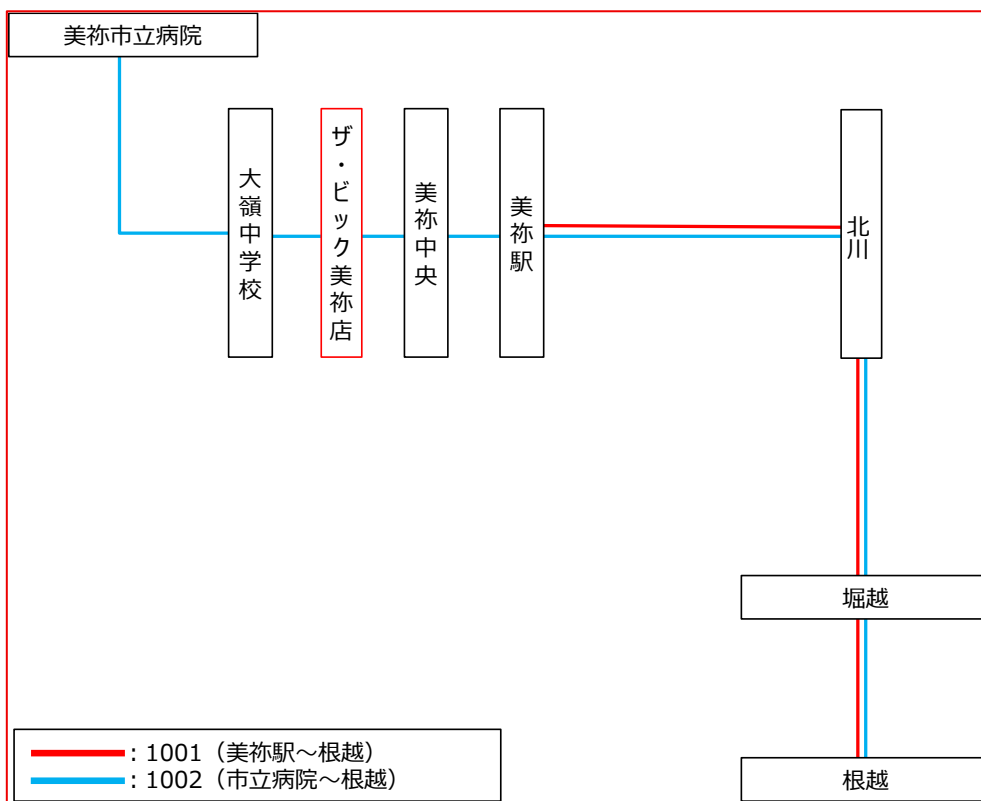 美祢市立病院
大嶺中学校
ザ・ビック美祢店
美祢中央
美祢駅
北川
堀越
根越
：1001（美祢駅～根越）
：1002（市立病院～根越）